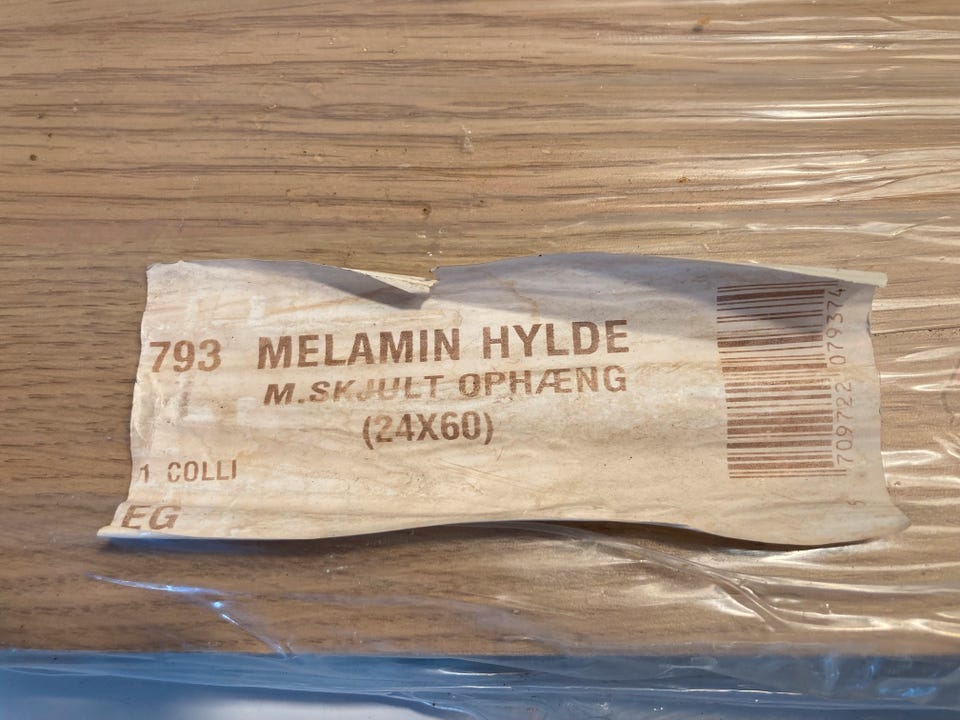 793 MELAMIN HYLDE
M.SKJULT OPHÆNG
(24X60)
1 COLLI
EG
709722 079374